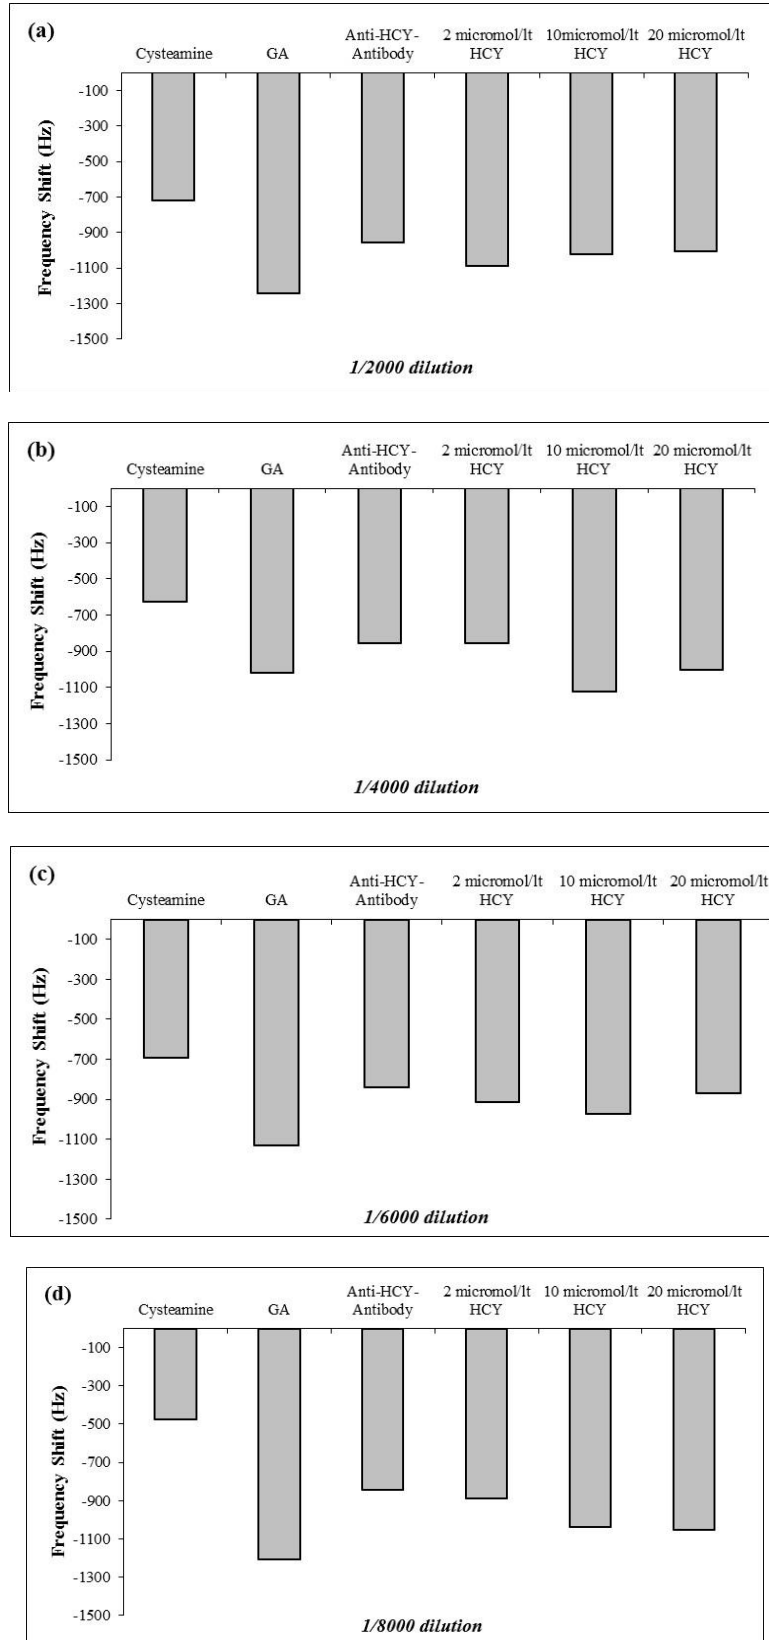 (a)
Cysteamine GA Anti-HCY- 2 micromol/lt 10micromol/lt 20 micromol/lt
Antibody HCY HCY HCY
Frequency Shift (Hz)
-100
-300
-500
-700
-900
-1100
-1300
-1500
1/2000 dilution
(b)
Cysteamine GA Anti-HCY- 2 micromol/lt 10 micromol/lt 20 micromol/lt
Antibody HCY HCY HCY
Frequency Shift (Hz)
-100
-300
-500
-700
-900
-1100
-1300
-1500
1/4000 dilution
(c)
Cysteamine GA Anti-HCY- 2 micromol/lt 10 micromol/lt 20 micromol/lt
Antibody HCY HCY HCY
Frequency Shift (Hz)
-100
-300
-500
-700
-900
-1100
-1300
-1500
1/6000 dilution
(d)
Cysteamine GA Anti-HCY- 2 micromol/lt 10 micromol/lt 20 micromol/lt
Antibody HCY HCY HCY
Frequency Shift (Hz)
-100
-300
-500
-700
-900
-1100
-1300
-1500
1/8000 dilution